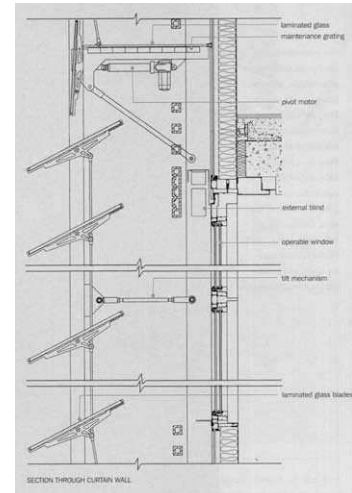 laminated glass
maintenance grating
pivot motor
external blind
operable window
tilt mechanism
laminated glass blades
SECTION THROUGH CURTAIN WALL